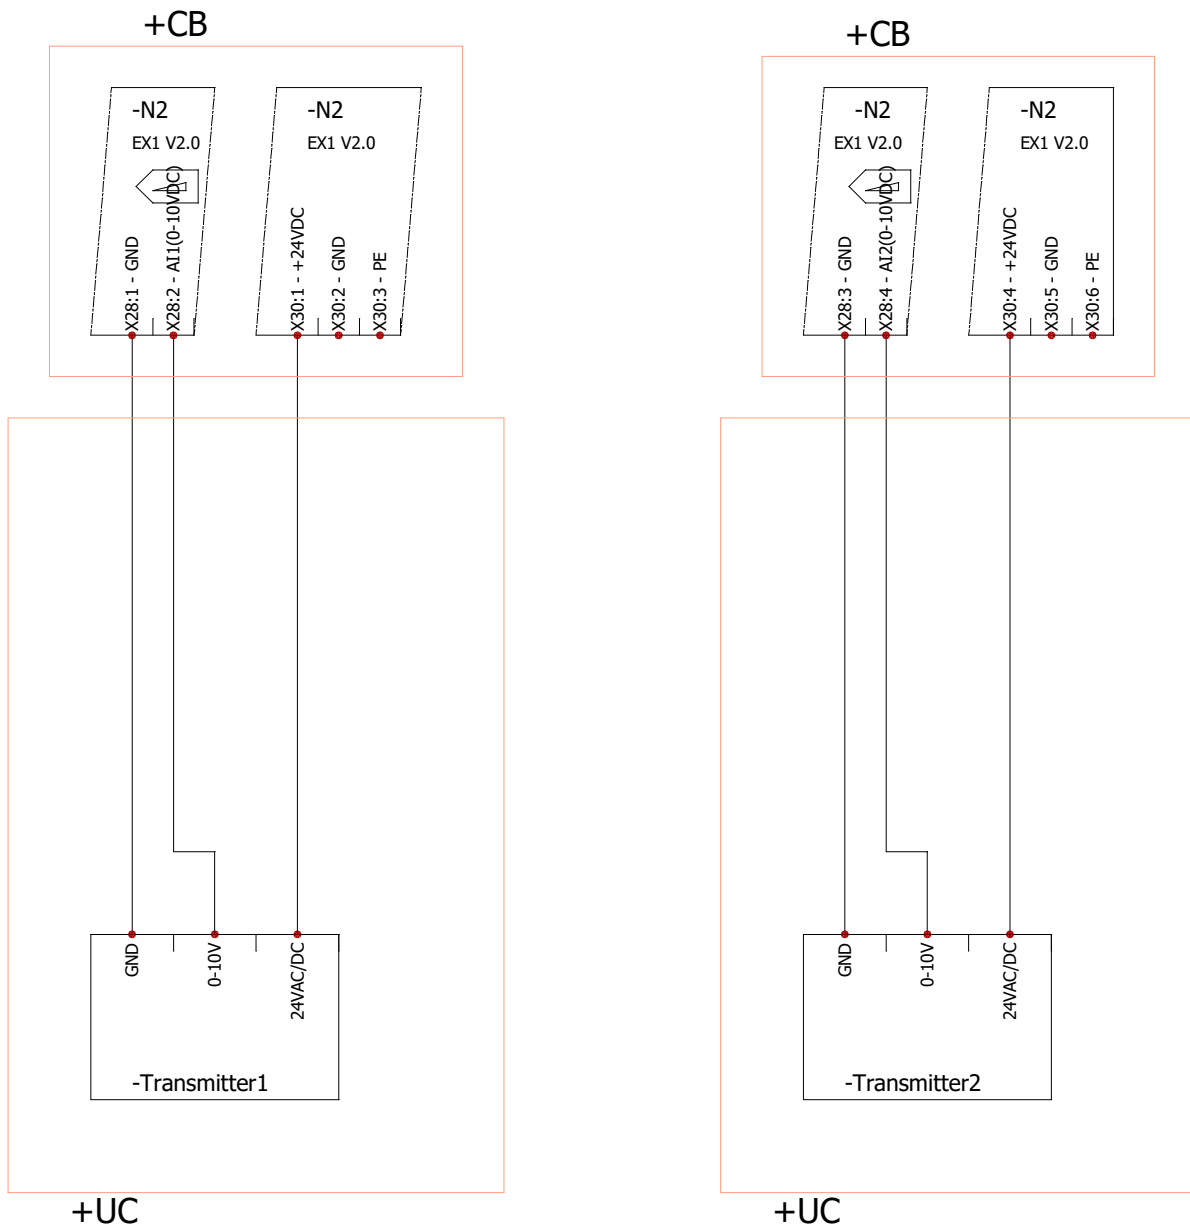 +CB
-N2
EX1 V2.0
X28:1 - GND
X28:2 - AI1(0-10VDC)
-N2
EX1 V2.0
X30:1 - +24VDC
X30:2 - GND
X30:3 - PE
GND
0-10V
24VAC/DC
-Transmitter1
+UC
+CB
-N2
EX1 V2.0
X28:3 - GND
X28:4 - AI2(0-10VDC)
-N2
EX1 V2.0
X30:4 - +24VDC
X30:5 - GND
X30:6 - PE
GND
0-10V
24VAC/DC
-Transmitter2
+UC